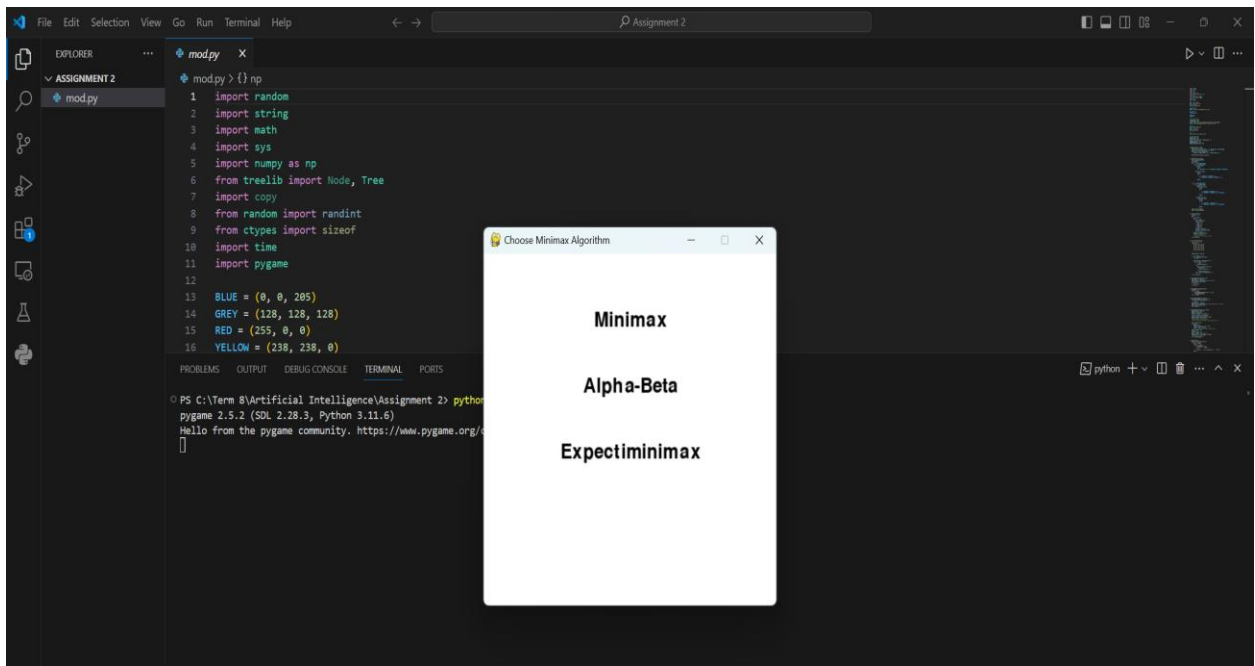 File Edit Selection View Go Run Terminal Help
Assignment 2
EXPLORER
mod.py
ASSIGNMENT 2
mod.py
mod.py > {} np
1 import random
2 import string
3 import math
4 import sys
5 import numpy as np
6 from treelib import Node, Tree
7 import copy
8 from random import randint
9 from ctypes import sizeof
10 import time
11 import pygame
12
13 BLUE = (0, 0, 205)
14 GREY = (128, 128, 128)
15 RED = (255, 0, 0)
16 YELLOW = (238, 238, 0)
PROBLEMS OUTPUT DEBUG CONSOLE TERMINAL PORTS
python
PS C:\Term 8\Artificial Intelligence\Assignment 2> python
pygame 2.5.2 (SDL 2.28.3, Python 3.11.6)
Hello from the pygame community. https://www.pygame.org/
Choose Minimax Algorithm
Minimax
Alpha-Beta
Expectiminimax
1